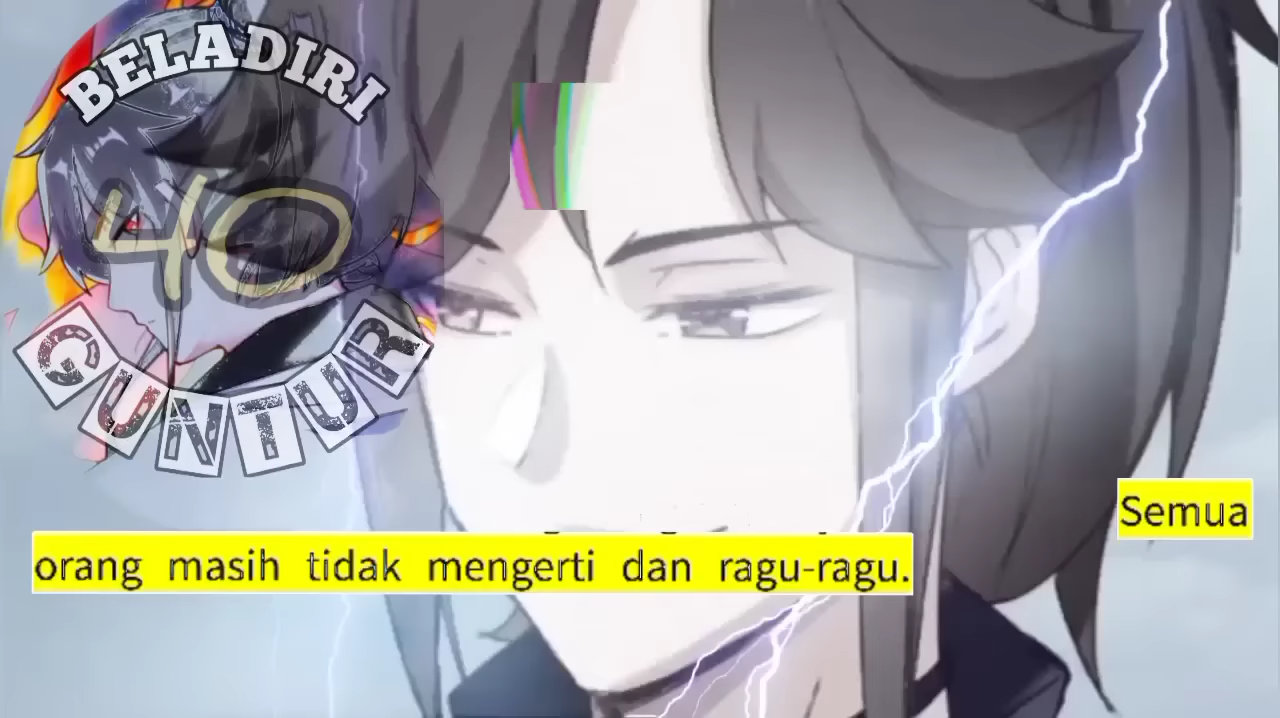 BELADIRI
40
GUNTUR
Semua
orang masih tidak mengerti dan ragu-ragu.